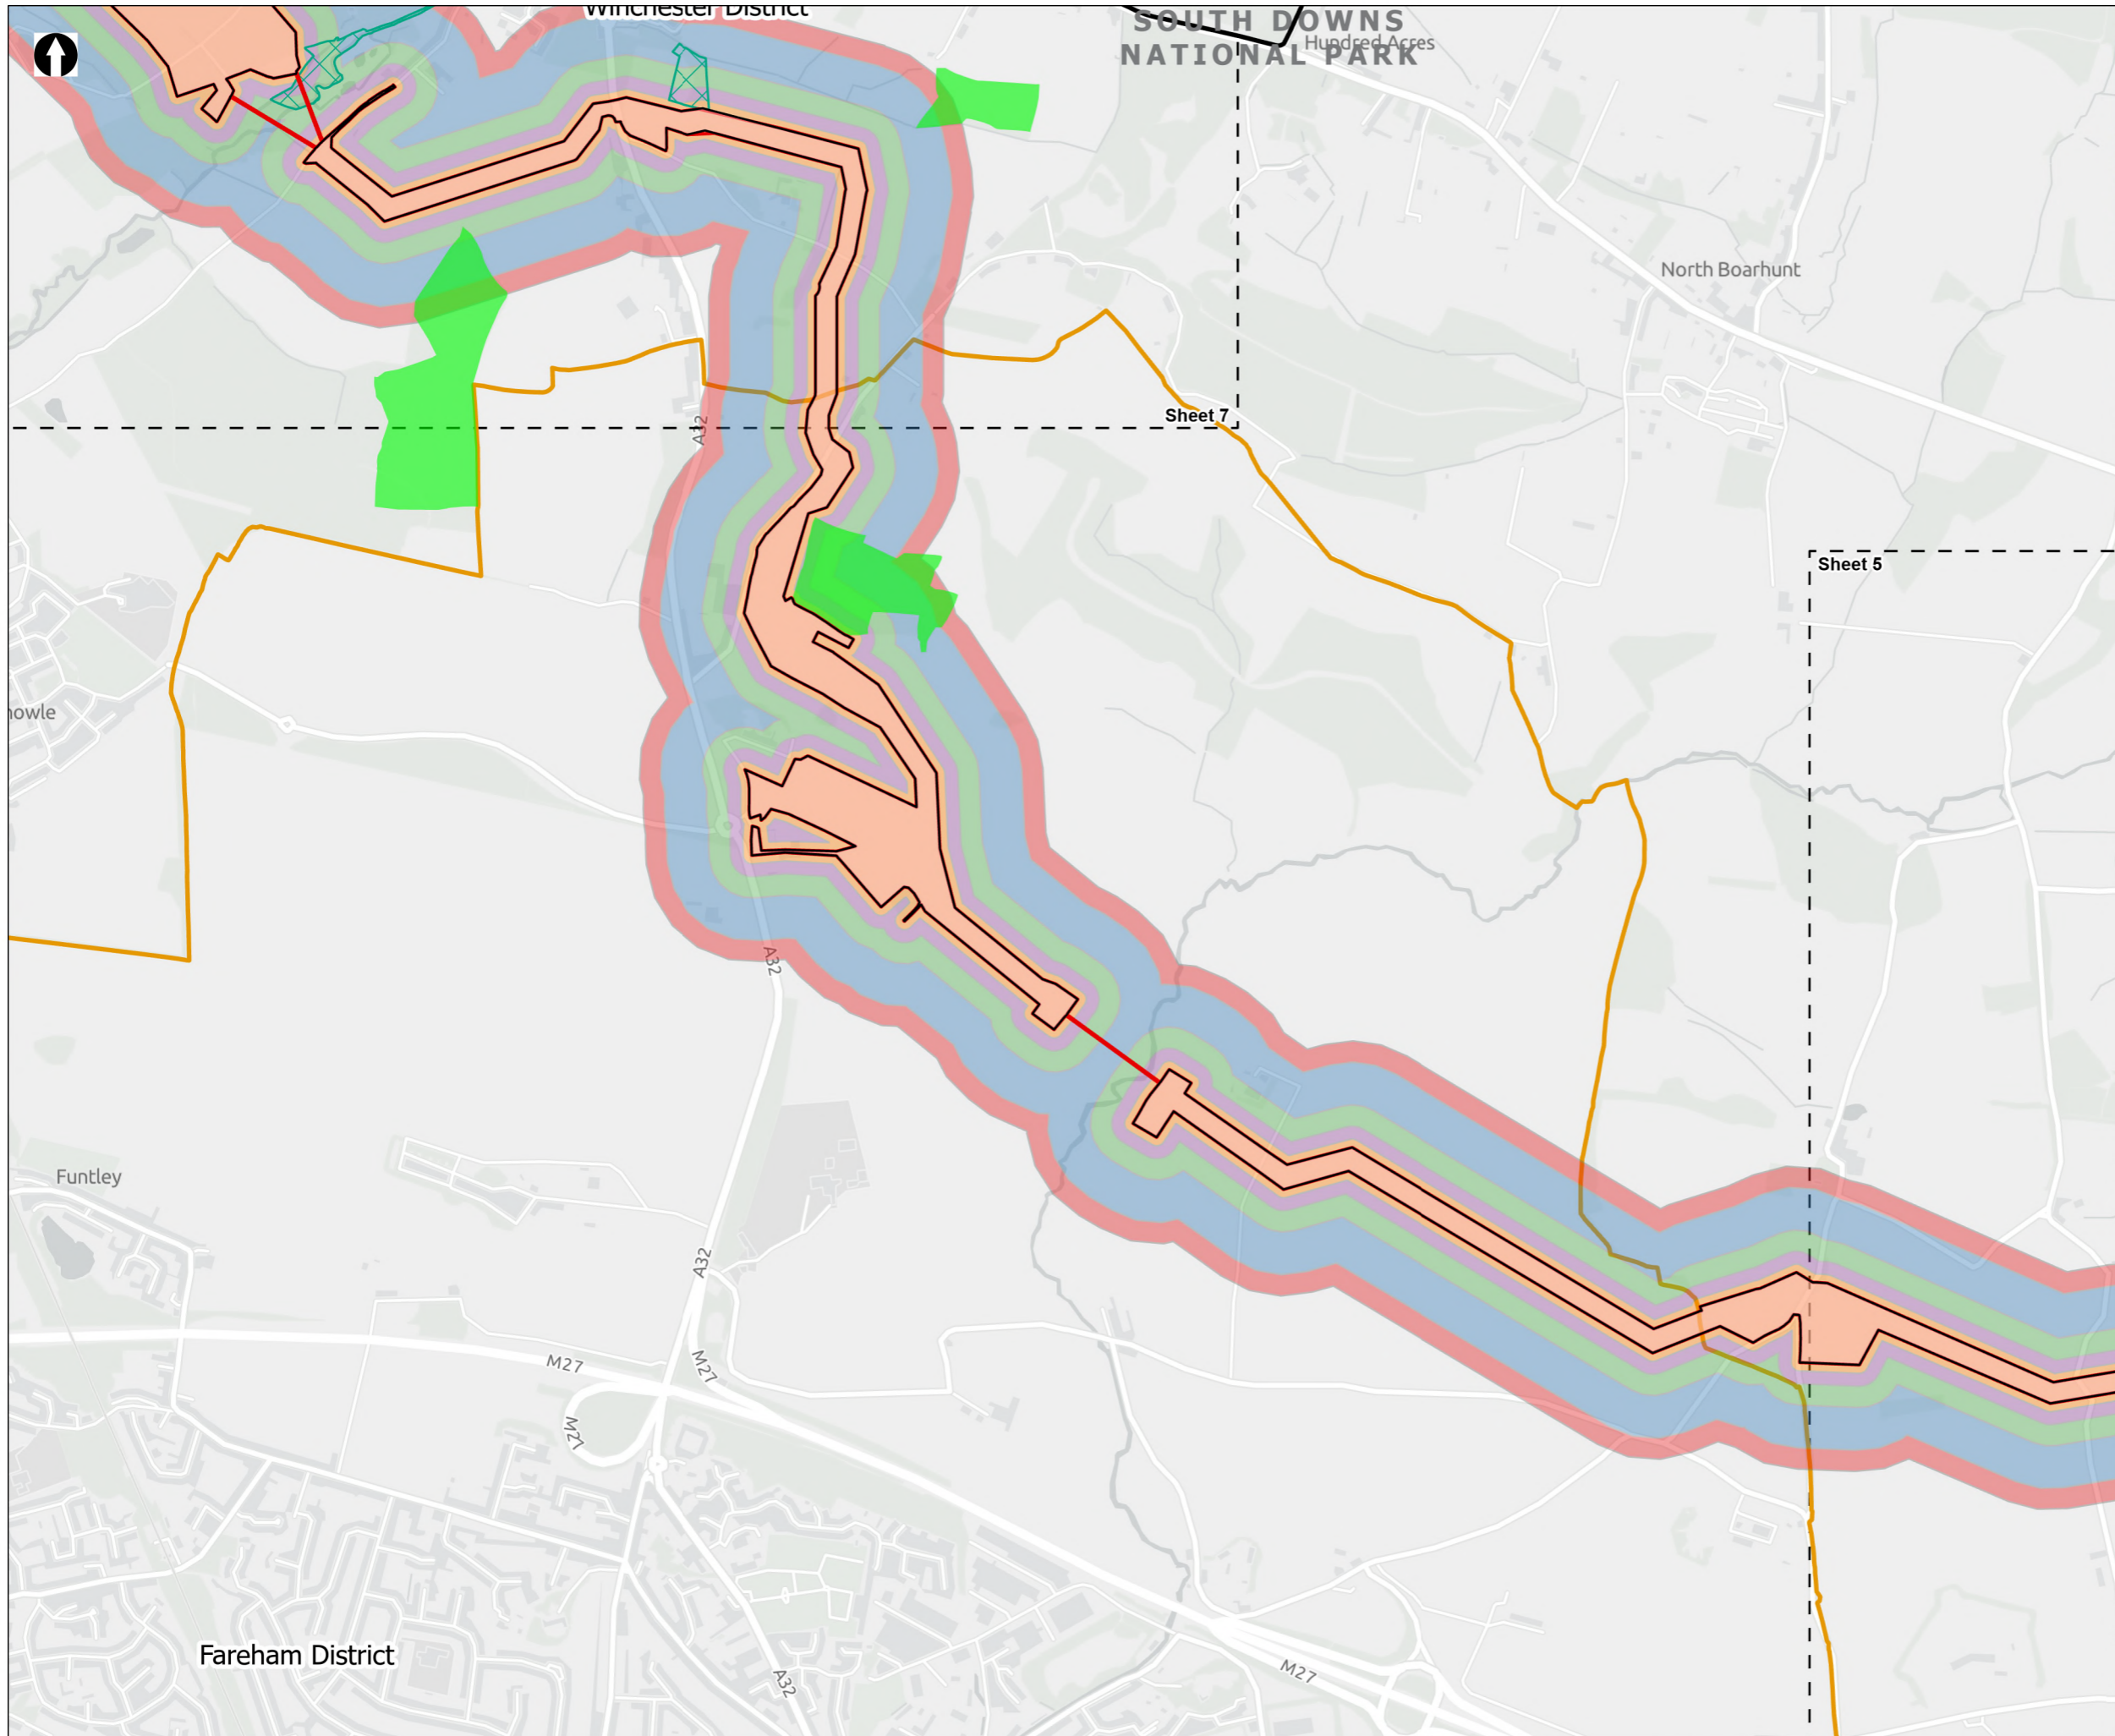 Winchester District
SOUTH DOWNS
NATIONAL PARK
Hundred Acres
North Boarhunt
A32
Sheet 7
Sheet 5
nowle
A32
Funtley
A32
M27
M27
M27
Fareham District
A32
M27